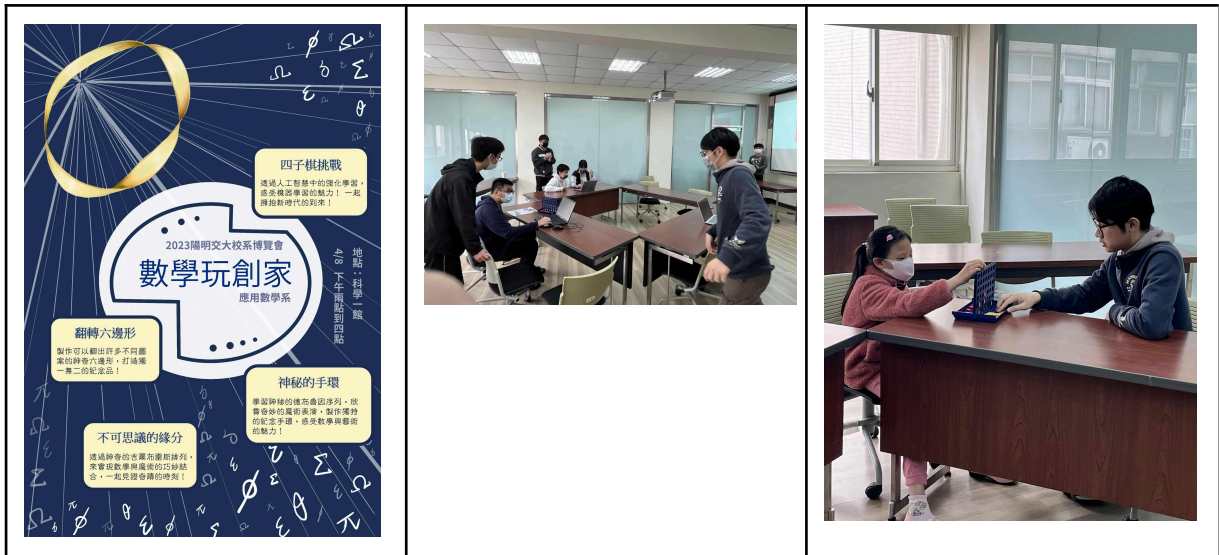 四子棋挑戰
透過人工智慧中的強化學習，
感受機器學習的魅力！一起
擁抱新時代的到來！
2023陽明交大校系博覽會
數學玩創家
應用數學系
地點：科學一館
4/8 下午兩點到四點
翻轉六邊形
製作可以翻出許多不同圖
案的神奇六邊形，打造獨
一無二的紀念品！
神秘的手環
學習神秘的德布魯因序列，欣
賞奇妙的魔術表演，製作獨特
的紀念手環，感受數學與藝術
的魅力！
不可思議的緣分
透過神奇的吉爾布雷斯排列，
來實現數學與魔術的巧妙結
合，一起見證奇蹟的時刻！